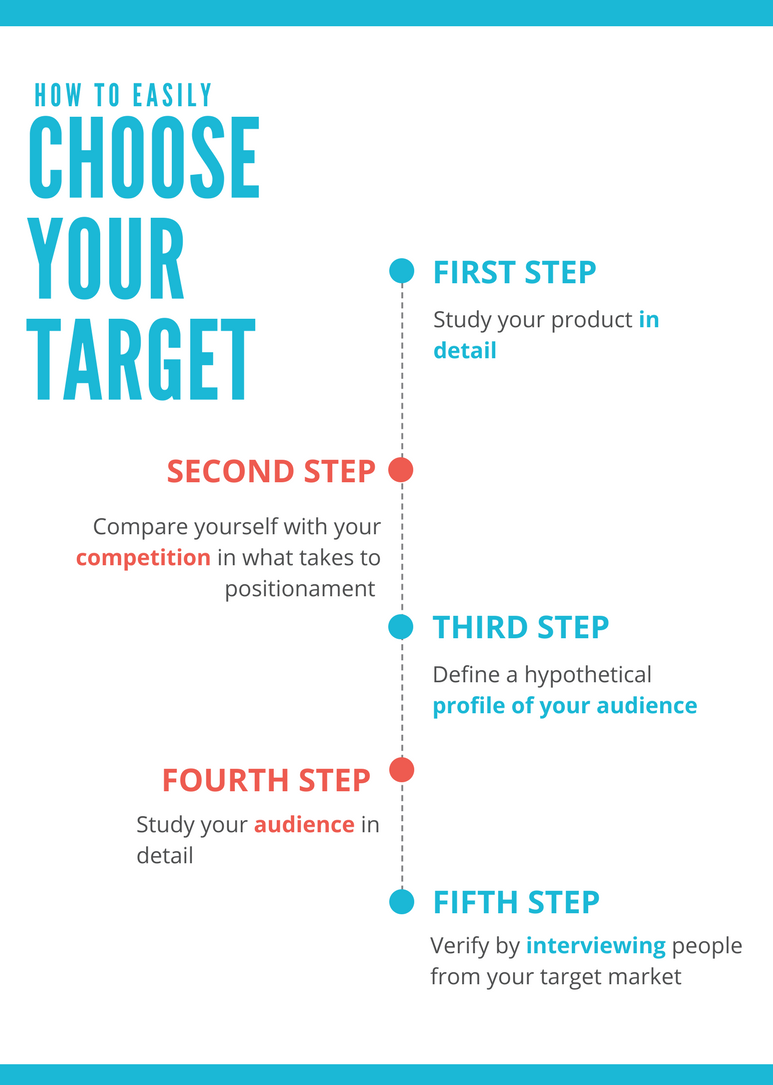 HOW TO EASILY
CHOOSE
YOUR
TARGET
FIRST STEP
Study your product in
detail
SECOND STEP
Compare yourself with your
competition in what takes to
positionament
THIRD STEP
Define a hypothetical
profile of your audience
FOURTH STEP
Study your audience in
detail
FIFTH STEP
Verify by interviewing people
from your target market